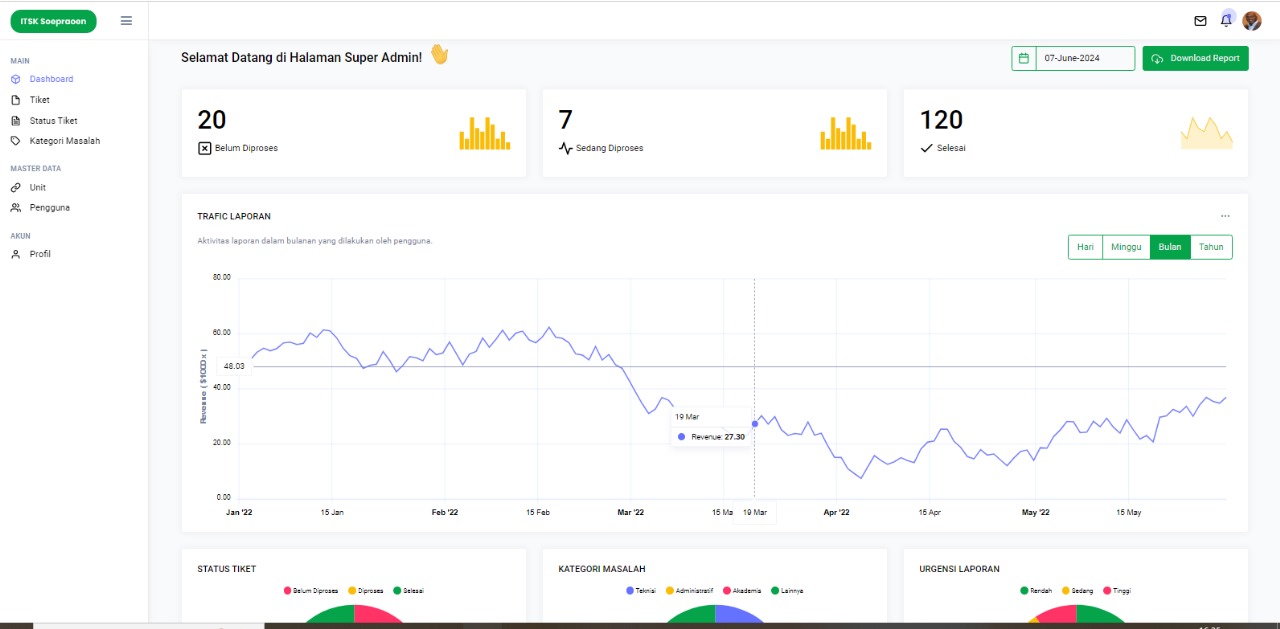 ITSK Soepraoen
MAIN
Dashboard
Tiket
Status Tiket
Kategori Masalah
MASTER DATA
Unit
Pengguna
AKUN
Profil
Selamat Datang di Halaman Super Admin!
07-June-2024
Download Report
20
Belum Diproses
7
Sedang Diproses
120
Selesai
TRAFIC LAPORAN
...
Aktivitas laporan dalam bulanan yang dilakukan oleh pengguna.
Hari Minggu Bulan Tahun
Revenue ( $1000 x )
80.00
60.00
48.03
40.00
20.00
0.00
19 Mar
Revenue: 27.30
Jan '22 15 Jan Feb '22 15 Feb Mar '22 15 Ma 19 Mar Apr '22 15 Apr May '22 15 May
STATUS TIKET
Belum Diproses Diproses Selesai
KATEGORI MASALAH
Teknisi Administratif Akademis Lainnya
URGENSI LAPORAN
Rendah Sedang Tinggi